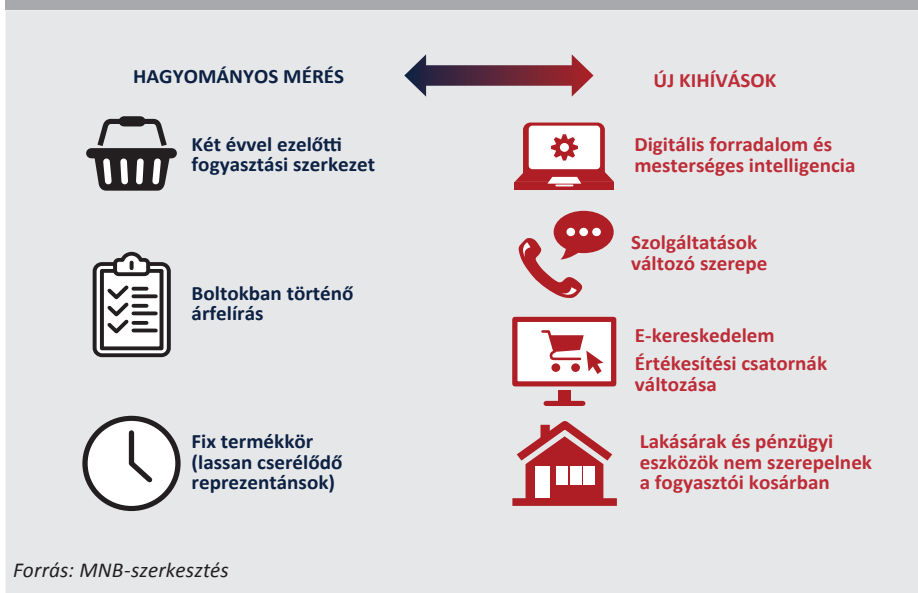 HAGYOMÁNYOS MÉRÉS
Két évvel ezelőtti
fogyasztási szerkezet
Boltokban történő
árfelírás
Fix termékkör
(lassan cserélődő
reprezentánsok)
ÚJ KIHÍVÁSOK
Digitális forradalom és
mesterséges intelligencia
Szolgáltatások
változó szerepe
E-kereskedelem
Értékesítési csatornák
változása
Lakásárak és pénzügyi
eszközök nem szerepelnek
a fogyasztói kosárban
Forrás: MNB-szerkesztés